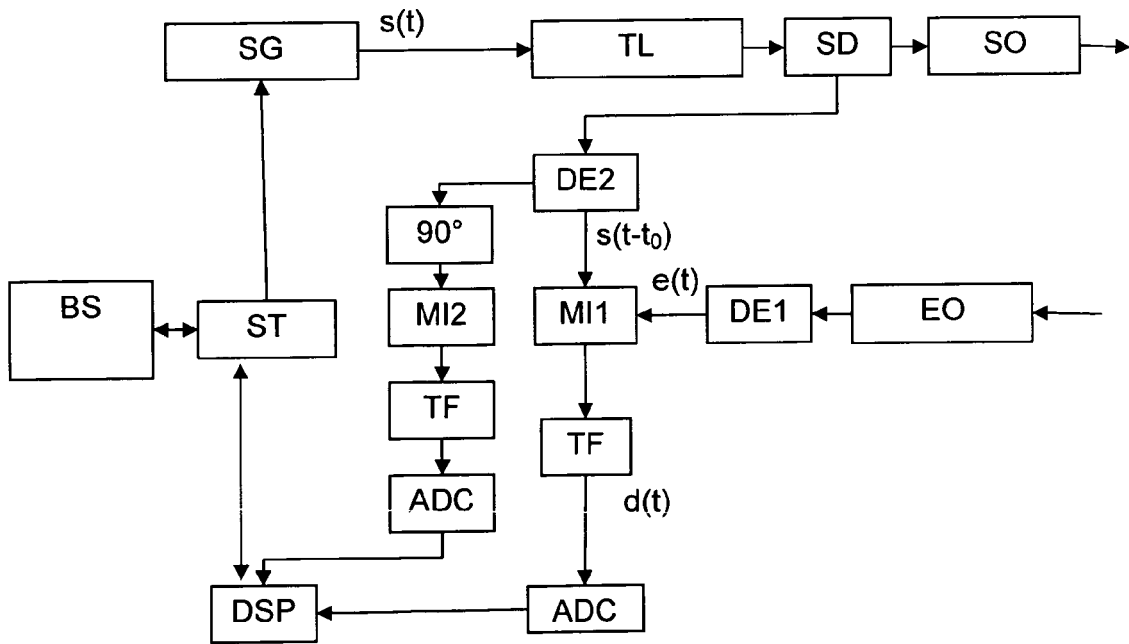 s(t)
SG
TL
SD
SO
DE2
90°
s(t-t₀)
e(t)
BS
ST
MI2
MI1
DE1
EO
TF
TF
ADC
d(t)
DSP
ADC